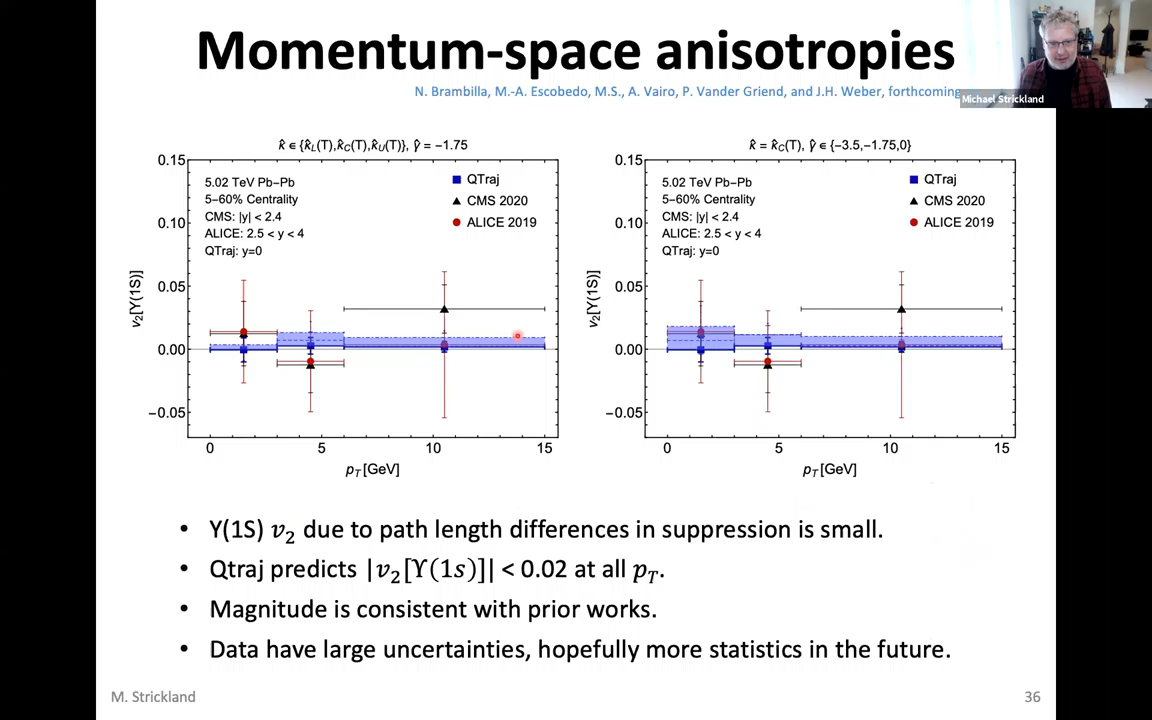 Momentum-space anisotropies
N. Brambilla, M.-A. Escobedo, M.S., A. Vairo, P. Vander Griend, and J.H. Weber, forthcoming
Michael Strickland
κ̂ ∈ {κ̂L(T),κ̂C(T),κ̂U(T)}, γ̂ = −1.75
0.15
0.10
0.05
0.00
−0.05
v2[Υ(1S)]
5.02 TeV Pb−Pb
5-60% Centrality
CMS: |y| < 2.4
ALICE: 2.5 < y < 4
QTraj: y=0
QTraj
CMS 2020
ALICE 2019
0 5 10 15
pT[GeV]
κ̂ = κ̂C(T), γ̂ ∈ {-3.5,-1.75,0}
0.15
0.10
0.05
0.00
−0.05
v2[Υ(1S)]
5.02 TeV Pb−Pb
5-60% Centrality
CMS: |y| < 2.4
ALICE: 2.5 < y < 4
QTraj: y=0
QTraj
CMS 2020
ALICE 2019
0 5 10 15
pT[GeV]
• Υ(1S) v2 due to path length differences in suppression is small.
• Qtraj predicts |v2[Υ(1s)]| < 0.02 at all pT.
• Magnitude is consistent with prior works.
• Data have large uncertainties, hopefully more statistics in the future.
M. Strickland
36